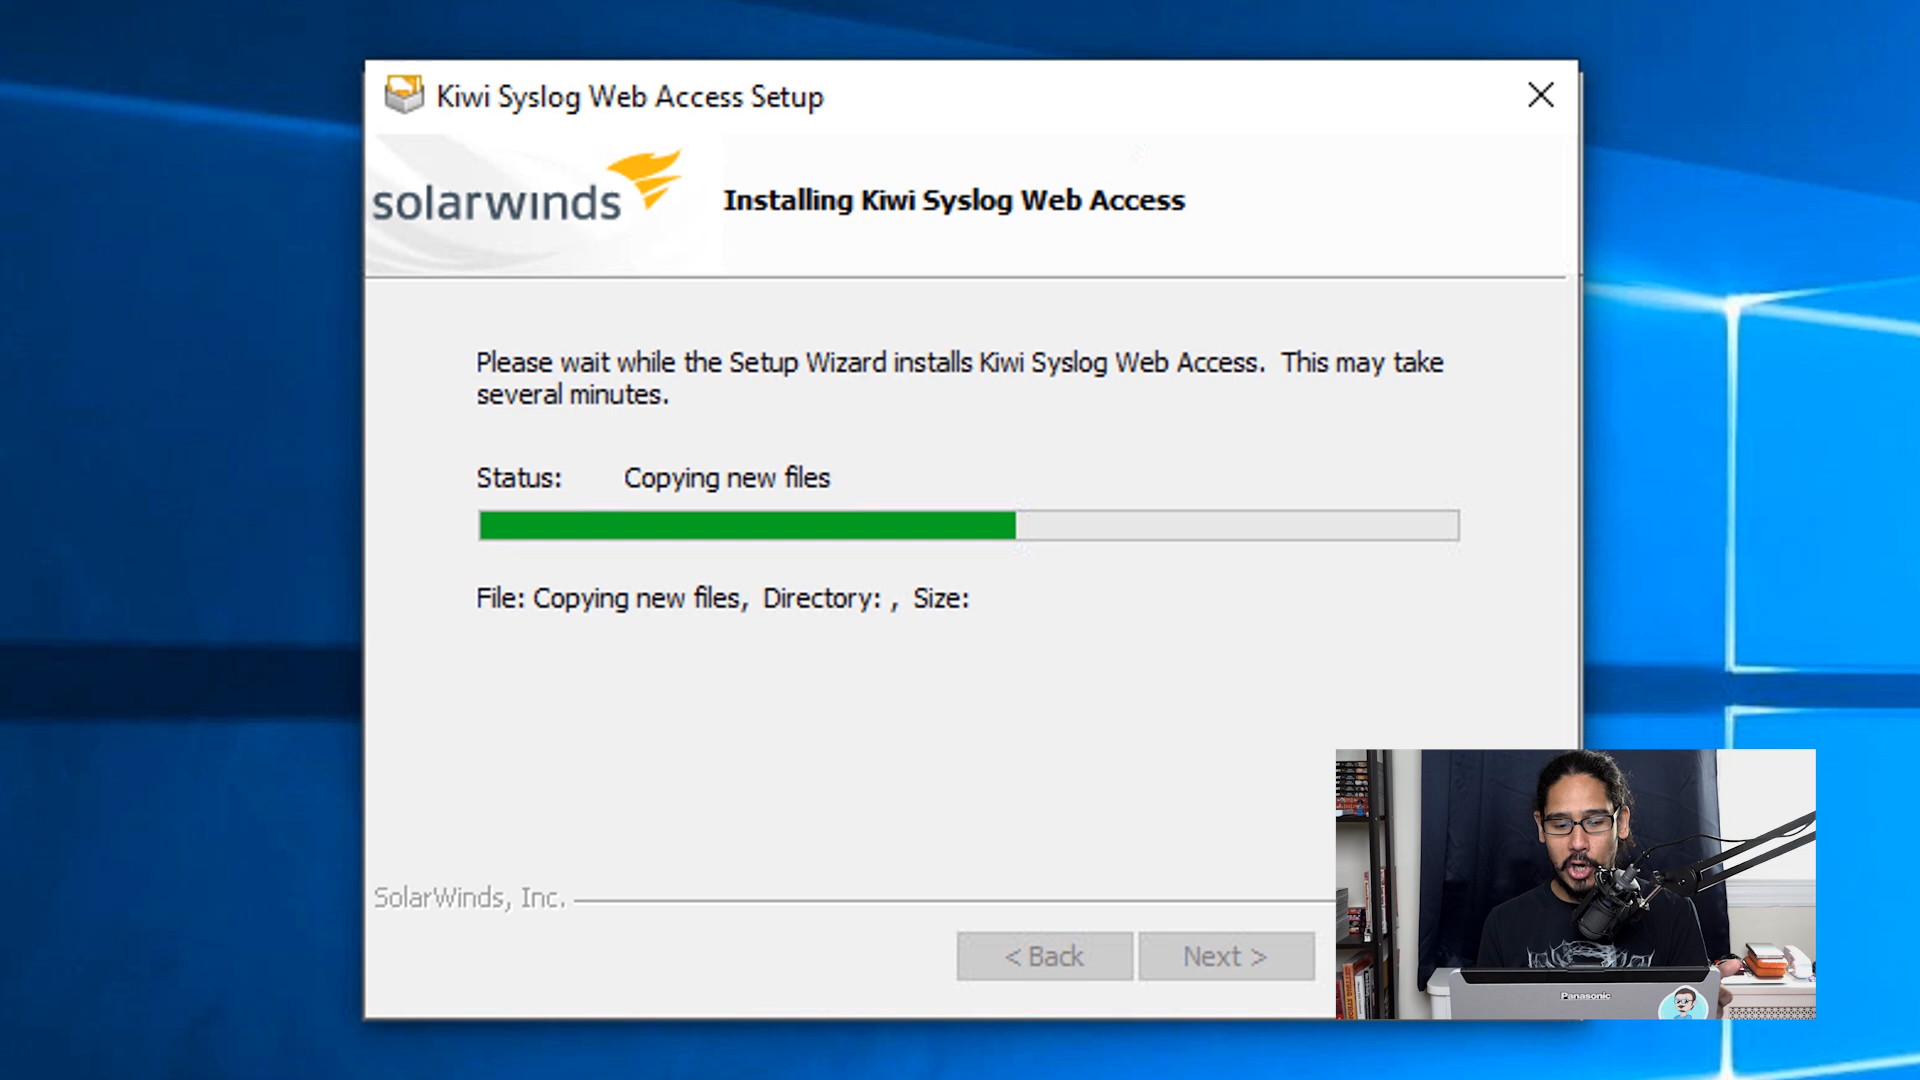 Kiwi Syslog Web Access Setup
solarwinds
Installing Kiwi Syslog Web Access
Please wait while the Setup Wizard installs Kiwi Syslog Web Access.  This may take
several minutes.
Status: Copying new files
File: Copying new files,  Directory: ,  Size:
SolarWinds, Inc.
< Back
Next >
Panasonic